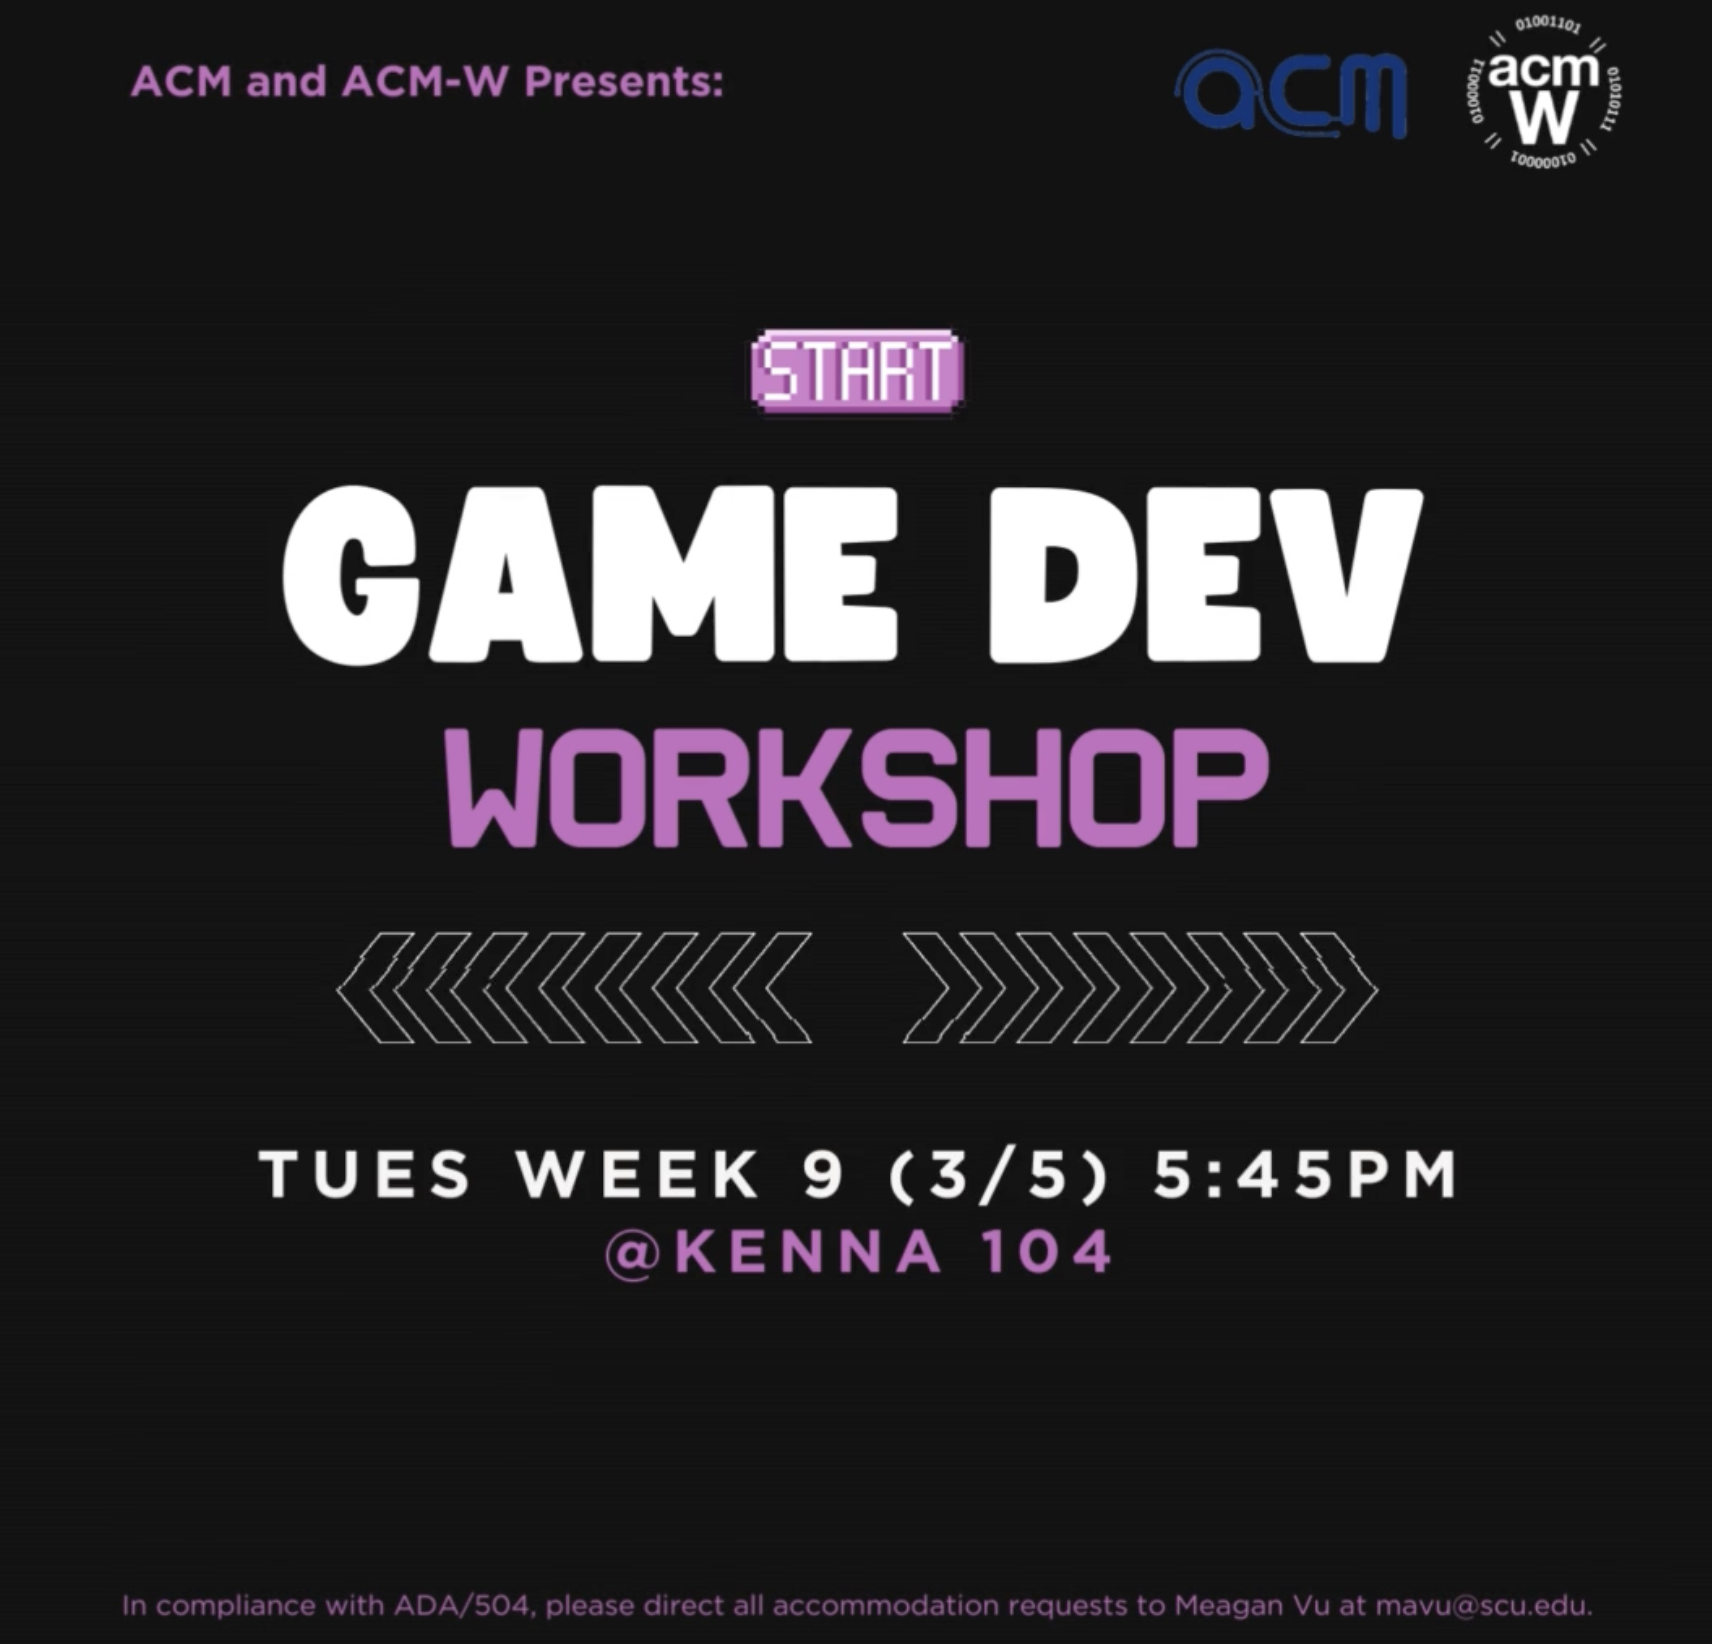 ACM and ACM-W Presents:
acm
01001101 // 01010111 // 01000001 // 01000011 //
acm
W
START
GAME DEV
WORKSHOP
TUES WEEK 9 (3/5) 5:45PM
@KENNA 104
In compliance with ADA/504, please direct all accommodation requests to Meagan Vu at mavu@scu.edu.